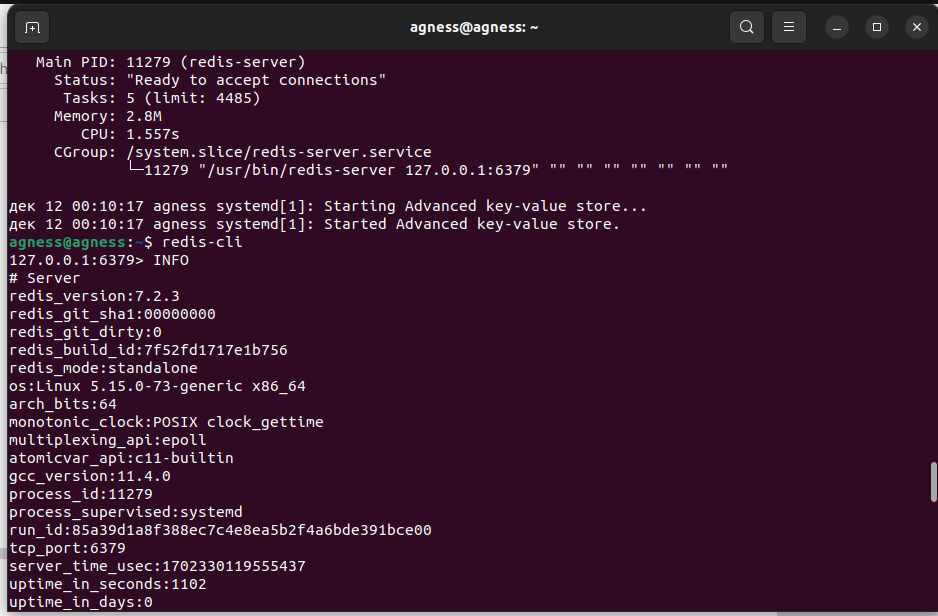 agness@agness: ~
Main PID: 11279 (redis-server)
Status: "Ready to accept connections"
Tasks: 5 (limit: 4485)
Memory: 2.8M
CPU: 1.557s
CGroup: /system.slice/redis-server.service
└─11279 "/usr/bin/redis-server 127.0.0.1:6379" "" "" "" "" "" "" ""
дек 12 00:10:17 agness systemd[1]: Starting Advanced key-value store...
дек 12 00:10:17 agness systemd[1]: Started Advanced key-value store.
agness@agness:~$ redis-cli
127.0.0.1:6379> INFO
# Server
redis_version:7.2.3
redis_git_sha1:00000000
redis_git_dirty:0
redis_build_id:7f52fd1717e1b756
redis_mode:standalone
os:Linux 5.15.0-73-generic x86_64
arch_bits:64
monotonic_clock:POSIX clock_gettime
multiplexing_api:epoll
atomicvar_api:c11-builtin
gcc_version:11.4.0
process_id:11279
process_supervised:systemd
run_id:85a39d1a8f388ec7c4e8ea5b2f4a6bde391bce00
tcp_port:6379
server_time_usec:1702330119555437
uptime_in_seconds:1102
uptime_in_days:0